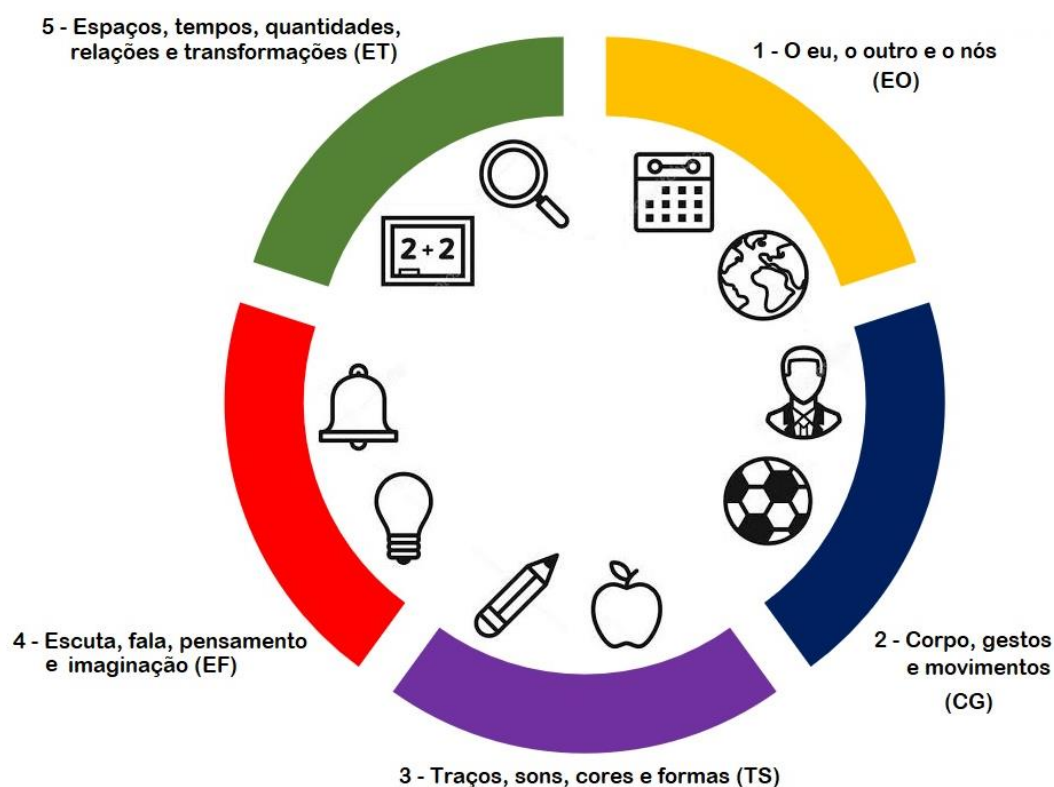 5 - Espaços, tempos, quantidades,
relações e transformações (ET)
1 - O eu, o outro e o nós
(EO)
2 + 2
4 - Escuta, fala, pensamento
e imaginação (EF)
2 - Corpo, gestos
e movimentos
(CG)
3 - Traços, sons, cores e formas (TS)